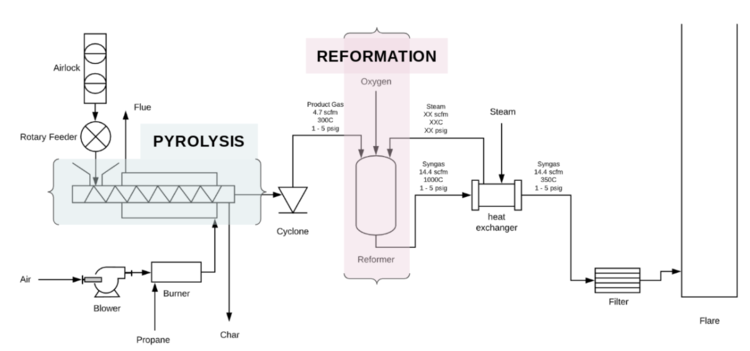 REFORMATION
Oxygen
Airlock
Flue
Rotary Feeder
PYROLYSIS
Product Gas
4.7 scfm
300C
1 - 5 psig
Steam
XX scfm
XXC
XX psig
Steam
Syngas
14.4 scfm
1000C
1 - 5 psig
Syngas
14.4 scfm
350C
1 - 5 psig
Cyclone
heat
exchanger
Reformer
Air
Blower
Burner
Propane
Char
Filter
Flare